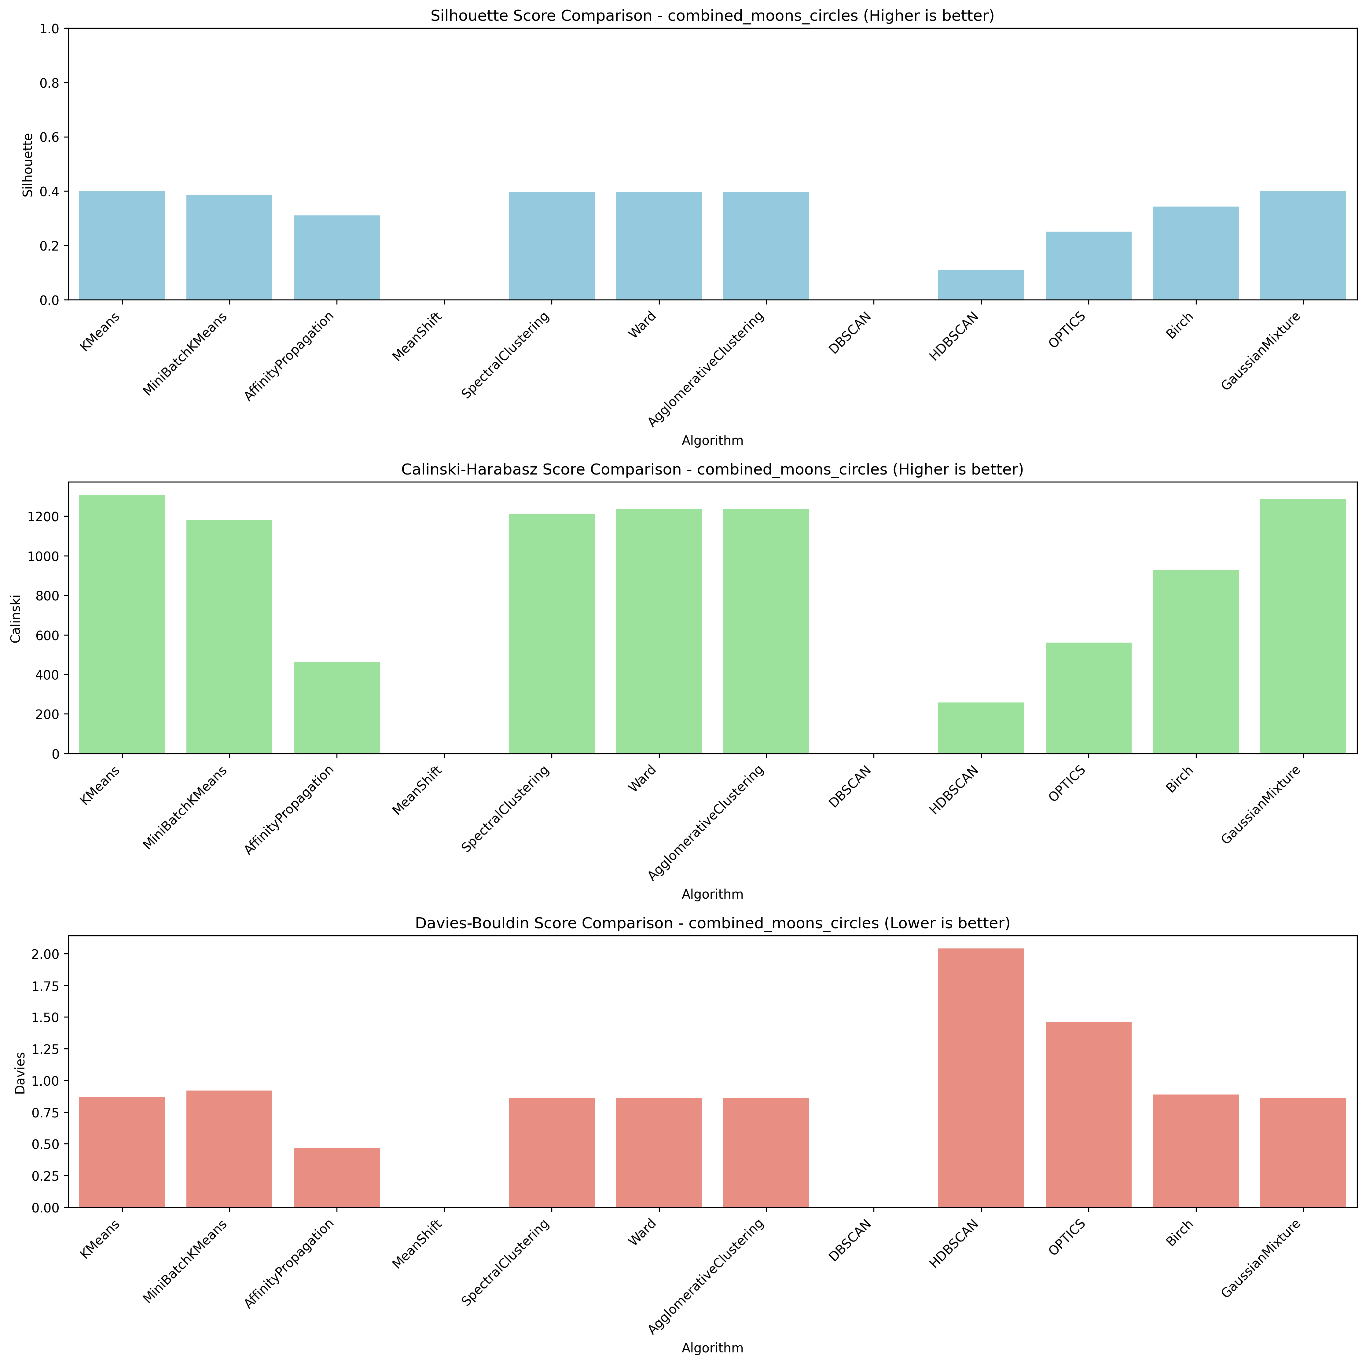 Silhouette Score Comparison - combined_moons_circles (Higher is better)
1.0
0.8
0.6
0.4
0.2
0.0
Silhouette
KMeans
MiniBatchKMeans
AffinityPropagation
MeanShift
SpectralClustering
Ward
AgglomerativeClustering
DBSCAN
HDBSCAN
OPTICS
Birch
GaussianMixture
Algorithm
Calinski-Harabasz Score Comparison - combined_moons_circles (Higher is better)
1200
1000
800
600
400
200
0
Calinski
KMeans
MiniBatchKMeans
AffinityPropagation
MeanShift
SpectralClustering
Ward
AgglomerativeClustering
DBSCAN
HDBSCAN
OPTICS
Birch
GaussianMixture
Algorithm
Davies-Bouldin Score Comparison - combined_moons_circles (Lower is better)
2.00
1.75
1.50
1.25
1.00
0.75
0.50
0.25
0.00
Davies
KMeans
MiniBatchKMeans
AffinityPropagation
MeanShift
SpectralClustering
Ward
AgglomerativeClustering
DBSCAN
HDBSCAN
OPTICS
Birch
GaussianMixture
Algorithm